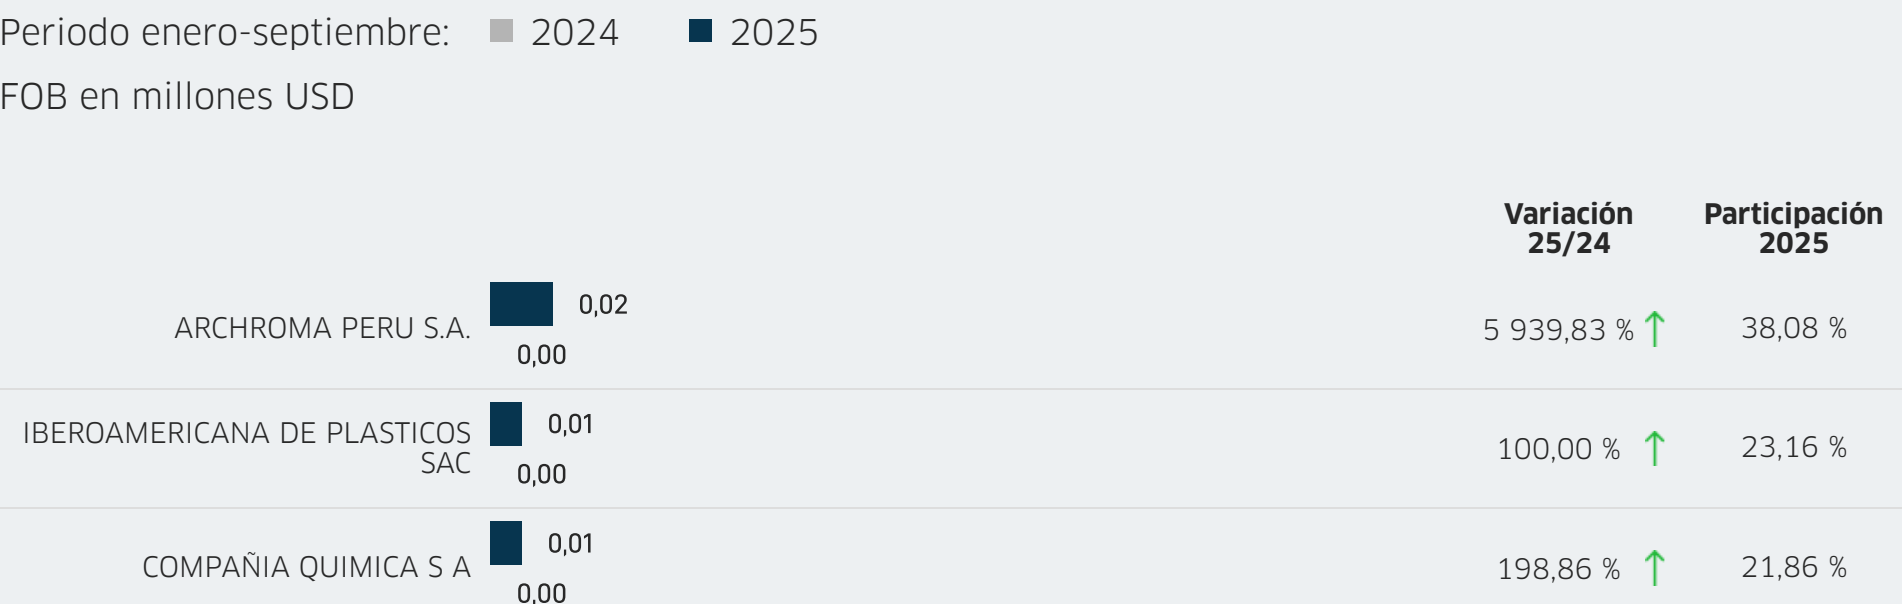 Periodo enero-septiembre: 2024 2025
FOB en millones USD
Variación 25/24
Participación 2025
ARCHROMA PERU S.A.
0,02
0,00
5 939,83 %
38,08 %
IBEROAMERICANA DE PLASTICOS
SAC
0,01
0,00
100,00 %
23,16 %
COMPAÑIA QUIMICA S A
0,01
0,00
198,86 %
21,86 %